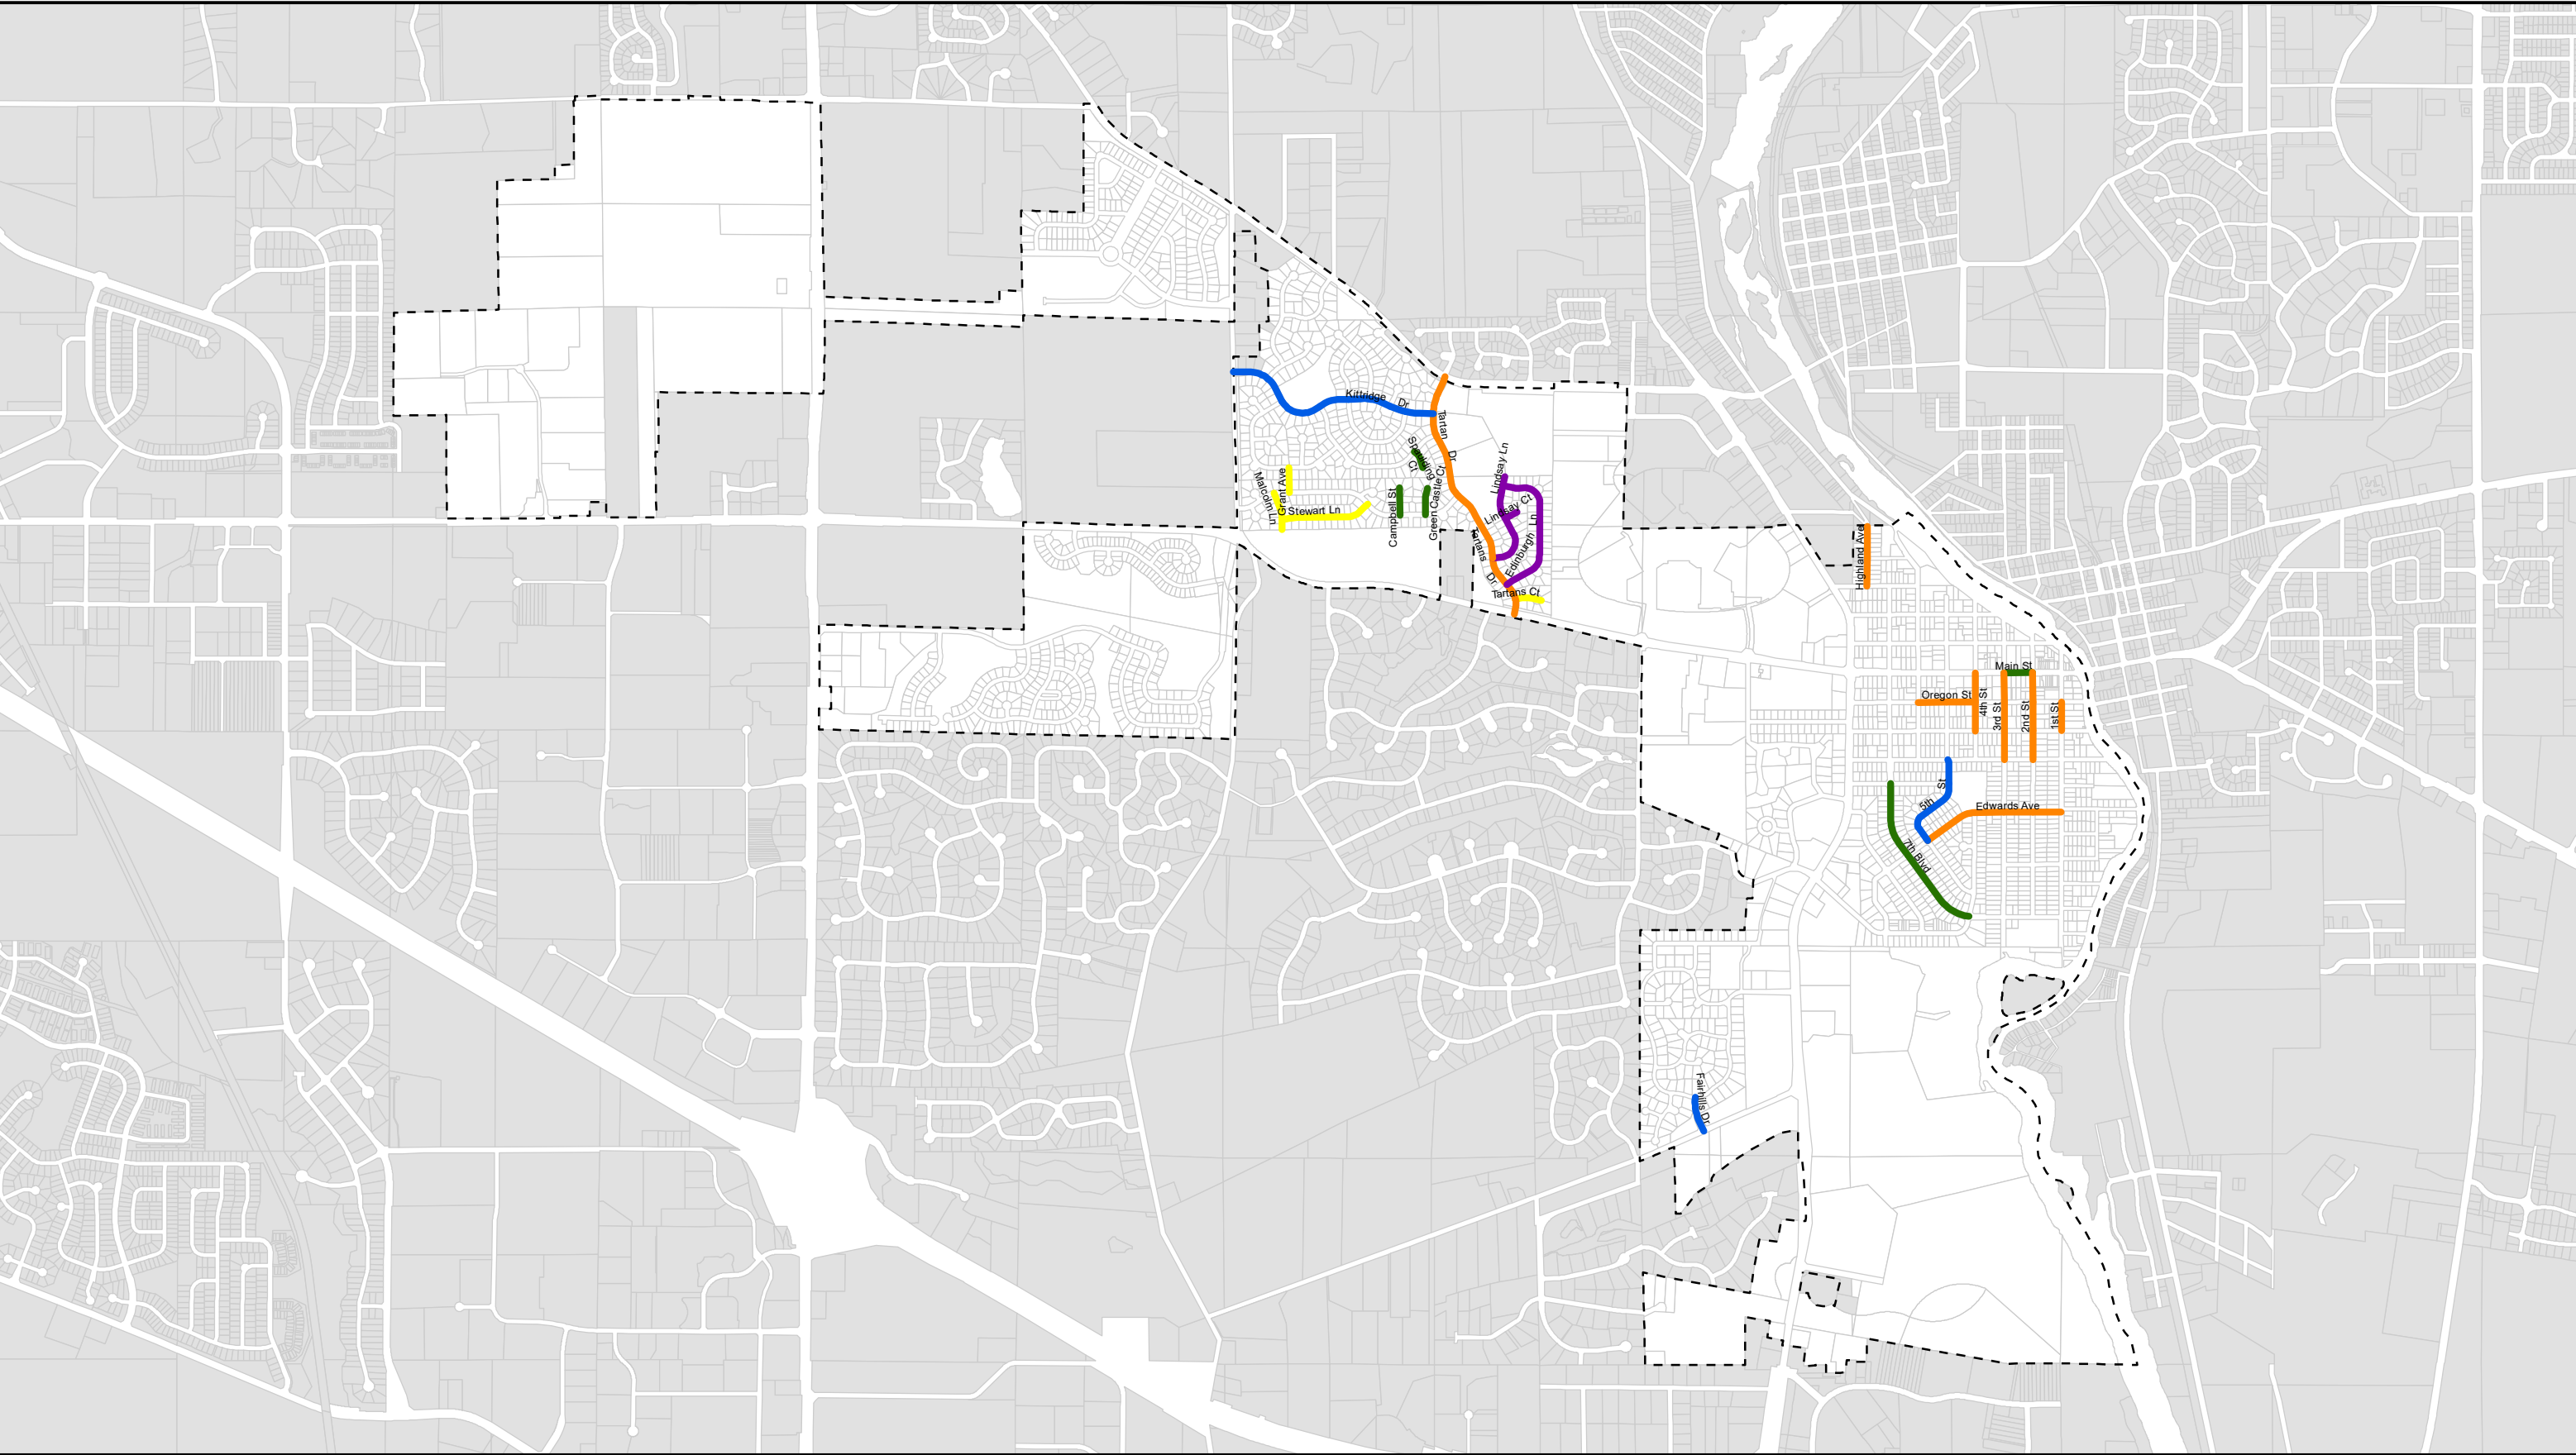 Kittridge Dr
Tartan Dr
Spaulding Ct
Lindsay Ln
Malcolm Ln
Grant Ave
Stewart Ln
Campbell St
Green Castle Ct
Lindsay Ct
Edinburgh Ln
Tartans Dr
Tartans Ct
Highland Ave
Main St
Oregon St
4th St
3rd St
2nd St
1st St
5th St
Edwards Ave
7th Blvd
Fairhills Dr